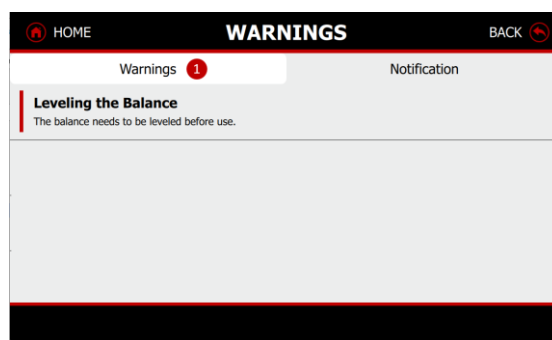 HOME
WARNINGS
BACK
Warnings 1
Notification
Leveling the Balance
The balance needs to be leveled before use.